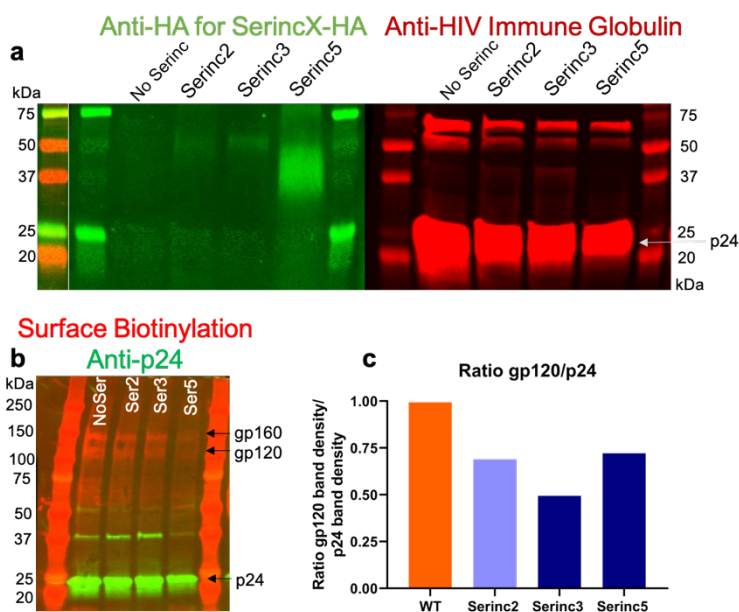 Anti-HA for SerincX-HA Anti-HIV Immune Globulin
a
No Serinc Serinc2 Serinc3 Serinc5 No Serinc Serinc2 Serinc3 Serinc5
kDa
75 75
50 50
37 37
25 25
p24
20 20
kDa
Surface Biotinylation
b Anti-p24
kDa
NoSer Ser2 Ser3 Ser5
250
150
gp160
gp120
100
75
50
37
25
p24
20
c
Ratio gp120/p24
Ratio gp120 band density/
p24 band density
1.00
0.75
0.50
0.25
0.00
WT Serinc2 Serinc3 Serinc5